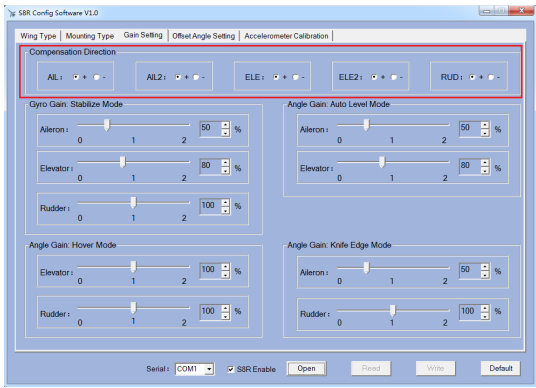 S8R Config Software V1.0
Wing Type Mounting Type Gain Setting Offset Angle Setting Accelerometer Calibration
Compensation Direction
AIL: + - AIL2: + - ELE: + - ELE2: + - RUD: + -
Gyro Gain: Stabilize Mode
Aileron: 50 %
0 1 2
Elevator: 80 %
0 1 2
Rudder: 100 %
0 1 2
Angle Gain: Auto Level Mode
Aileron: 50 %
0 1 2
Elevator: 80 %
0 1 2
Angle Gain: Hover Mode
Elevator: 100 %
0 1 2
Rudder: 100 %
0 1 2
Angle Gain: Knife Edge Mode
Aileron: 50 %
0 1 2
Rudder: 100 %
0 1 2
Serial: COM1 S8R Enable Open Read Write Default